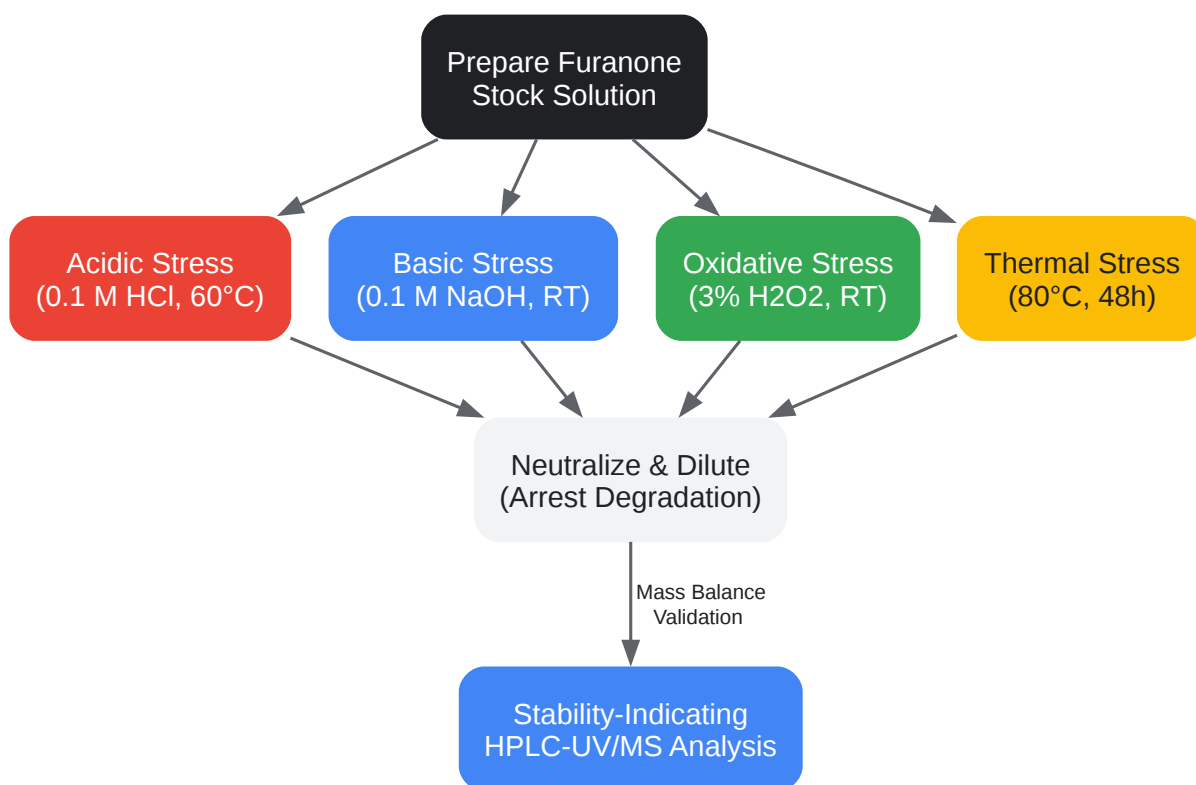 Prepare Furanone
Stock Solution
Acidic Stress
(0.1 M HCl, 60°C)
Basic Stress
(0.1 M NaOH, RT)
Oxidative Stress
(3% H2O2, RT)
Thermal Stress
(80°C, 48h)
Neutralize & Dilute
(Arrest Degradation)
Mass Balance
Validation
Stability-Indicating
HPLC-UV/MS Analysis